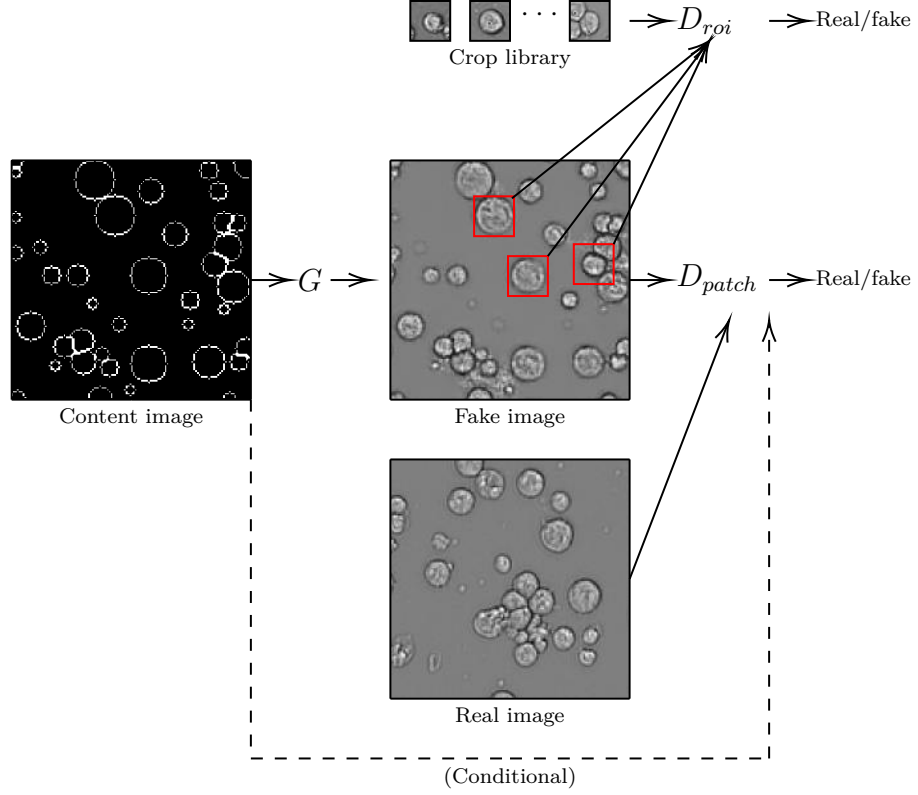 · · ·
D_roi
Real/fake
Crop library
G
D_patch
Real/fake
Content image
Fake image
Real image
(Conditional)